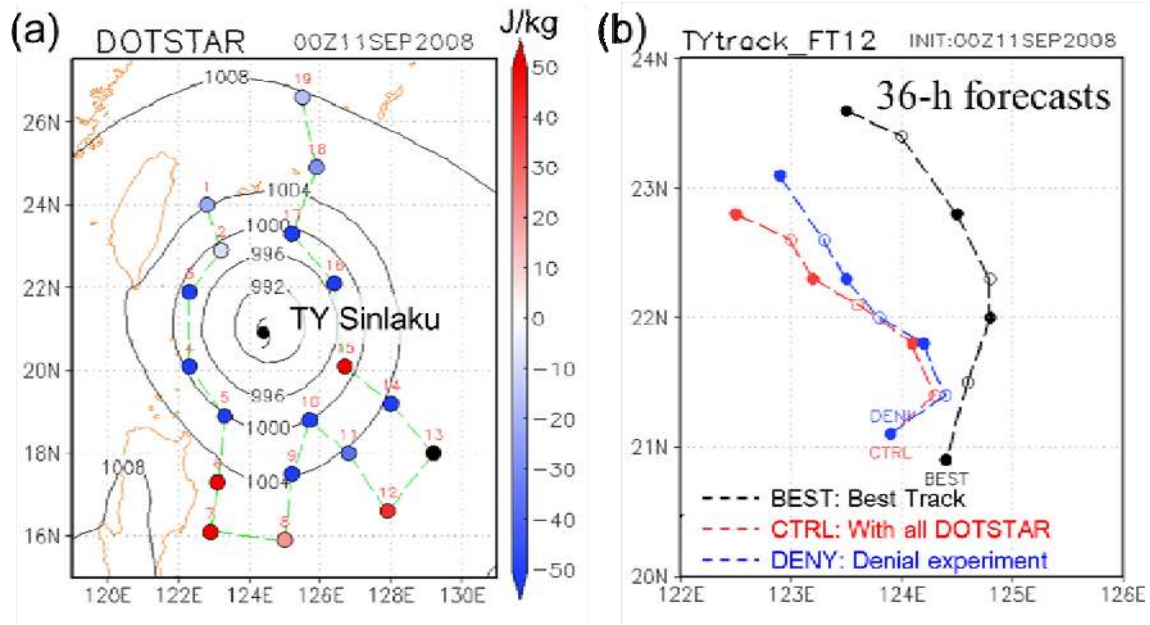 (a) DOTSTAR 00Z11SEP2008 J/kg
1008
19
26N
18
1
1004
24N
17
1000
2
996
3
16
22N
992
TY Sinlaku
4
15
20N
996
14
10
5
1000
13
11
18N
1008
9
6
1004
12
7
8
16N
120E 122E 124E 126E 128E 130E
50
40
30
20
10
0
−10
−20
−30
−40
−50
(b) TYtrack_FT12 INIT:00Z11SEP2008
24N
36-h forecasts
23N
22N
DENY
21N
CTRL
BEST
BEST: Best Track
CTRL: With all DOTSTAR
DENY: Denial experiment
20N
122E 123E 124E 125E 126E